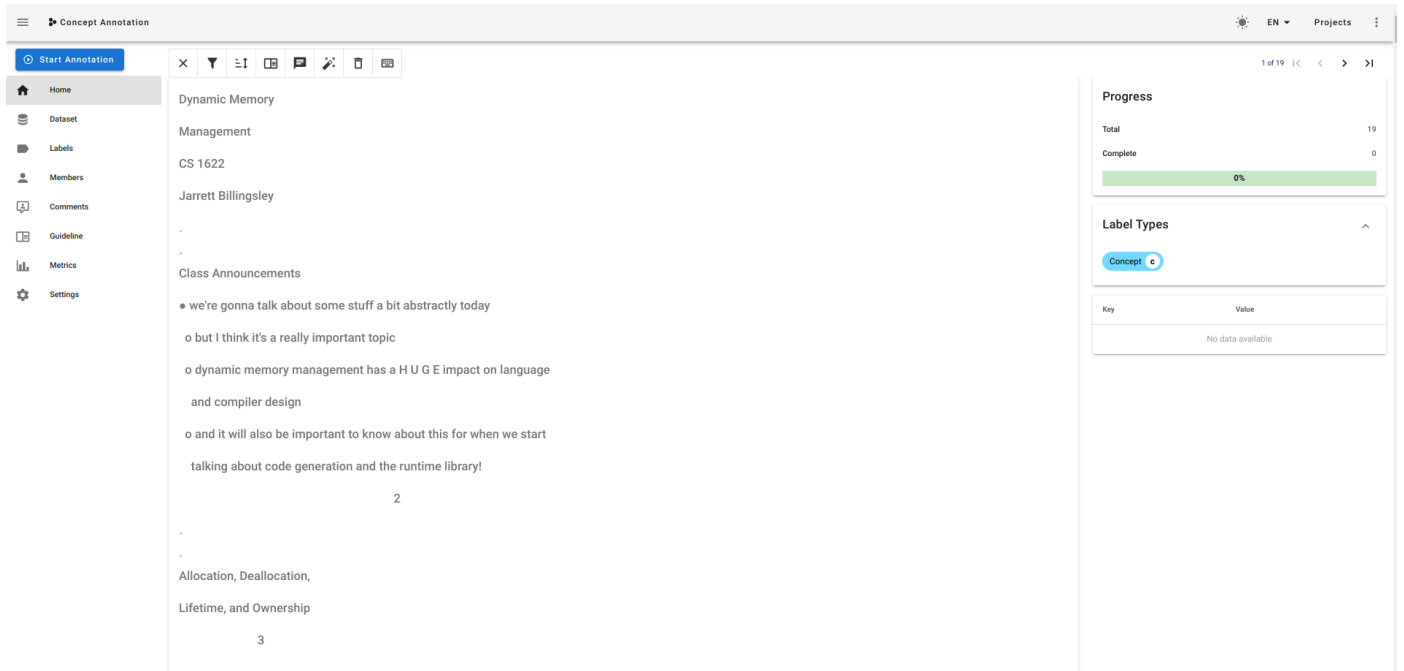 Concept Annotation
EN
Projects
Start Annotation
1 of 19
Home
Dataset
Labels
Members
Comments
Guideline
Metrics
Settings
Dynamic Memory
Management
CS 1622
Jarrett Billingsley
Class Announcements
● we're gonna talk about some stuff a bit abstractly today
o but I think it's a really important topic
o dynamic memory management has a H U G E impact on language
and compiler design
o and it will also be important to know about this for when we start
talking about code generation and the runtime library!
2
Allocation, Deallocation,
Lifetime, and Ownership
3
Progress
Total 19
Complete 0
0%
Label Types
Concept c
Key Value
No data available